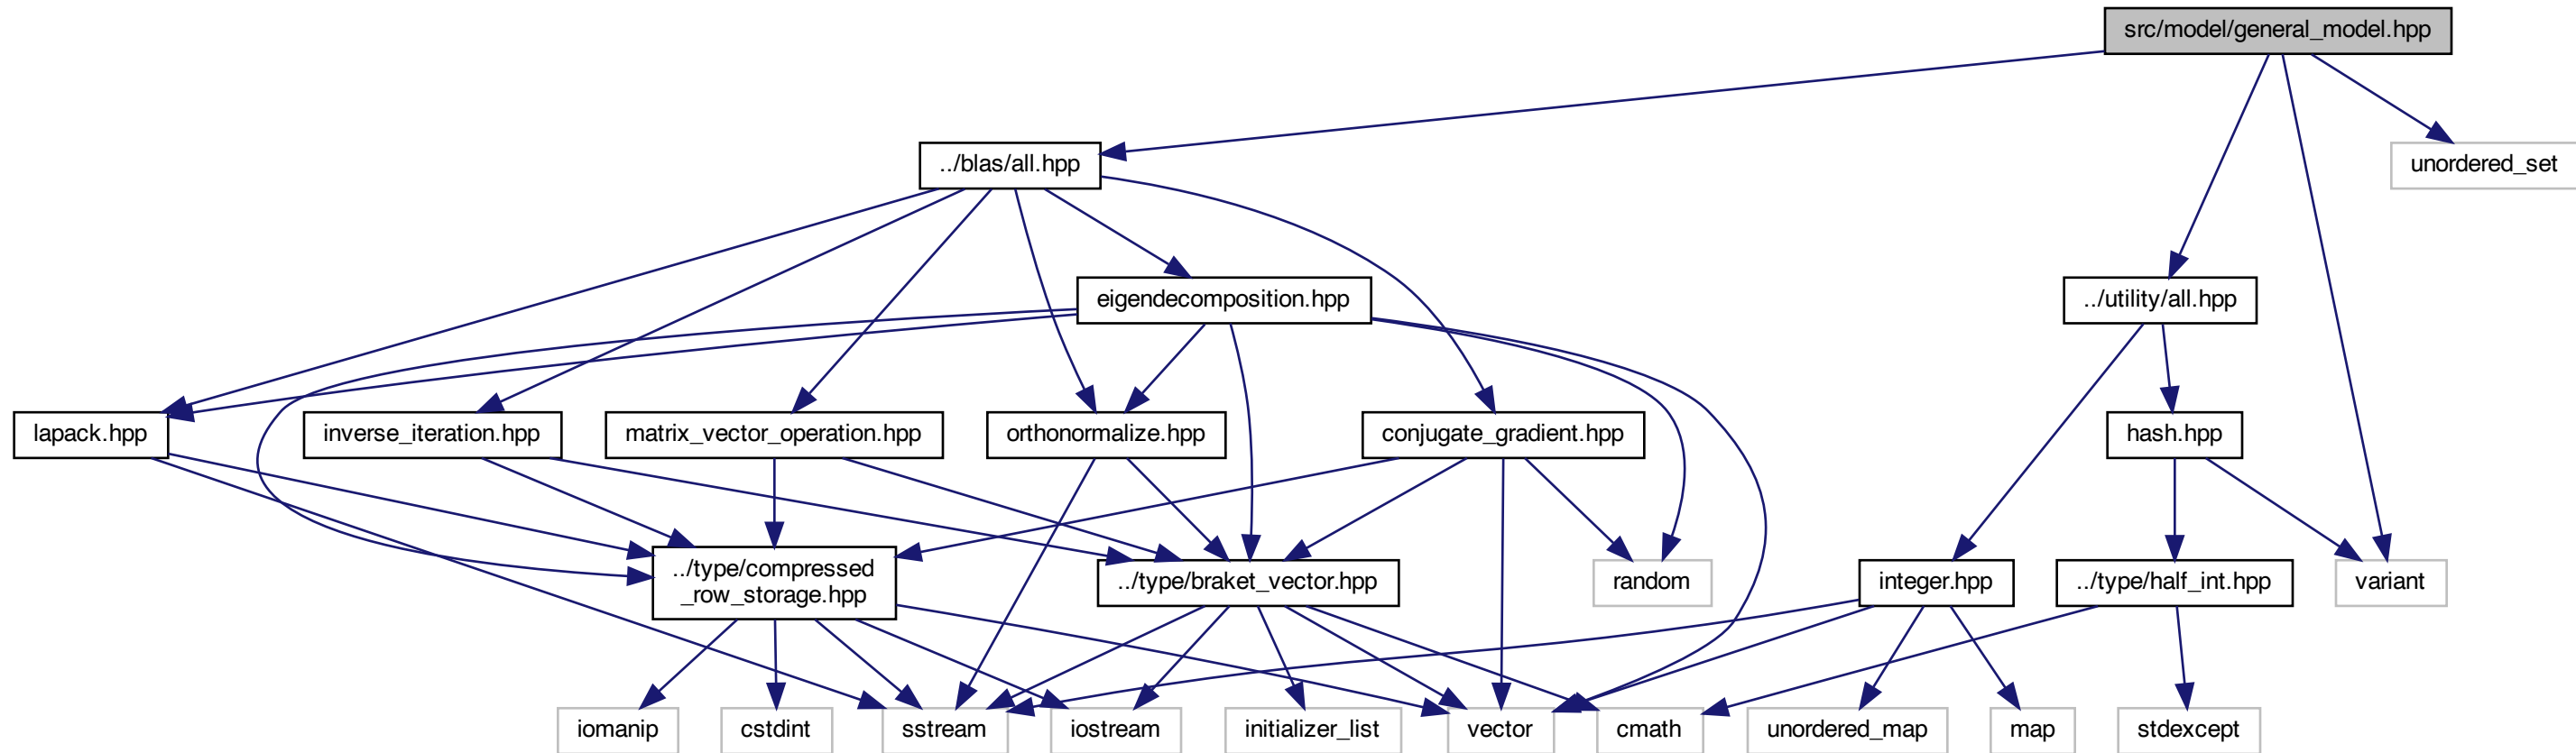 src/model/general_model.hpp
../blas/all.hpp
unordered_set
eigendecomposition.hpp
../utility/all.hpp
lapack.hpp
inverse_iteration.hpp
matrix_vector_operation.hpp
orthonormalize.hpp
conjugate_gradient.hpp
hash.hpp
../type/compressed
_row_storage.hpp
../type/braket_vector.hpp
random
integer.hpp
../type/half_int.hpp
variant
iomanip
cstdint
sstream
iostream
initializer_list
vector
cmath
unordered_map
map
stdexcept